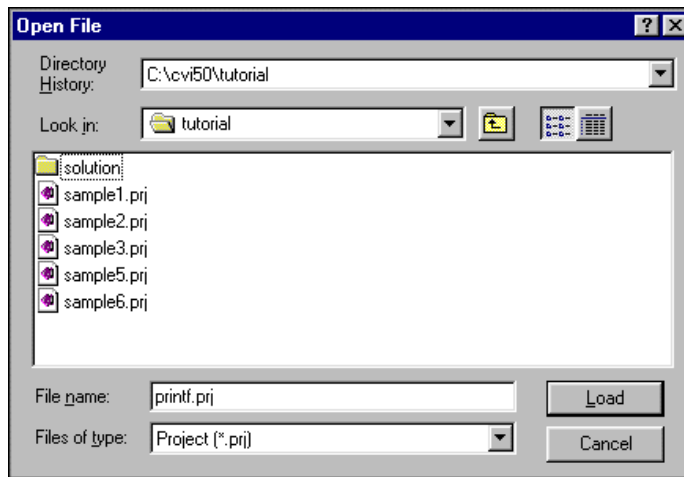 Open File
Directory History: C:\cvi50\tutorial
Look in: tutorial
solution
sample1.prj
sample2.prj
sample3.prj
sample5.prj
sample6.prj
File name: printf.prj Load
Files of type: Project (*.prj) Cancel